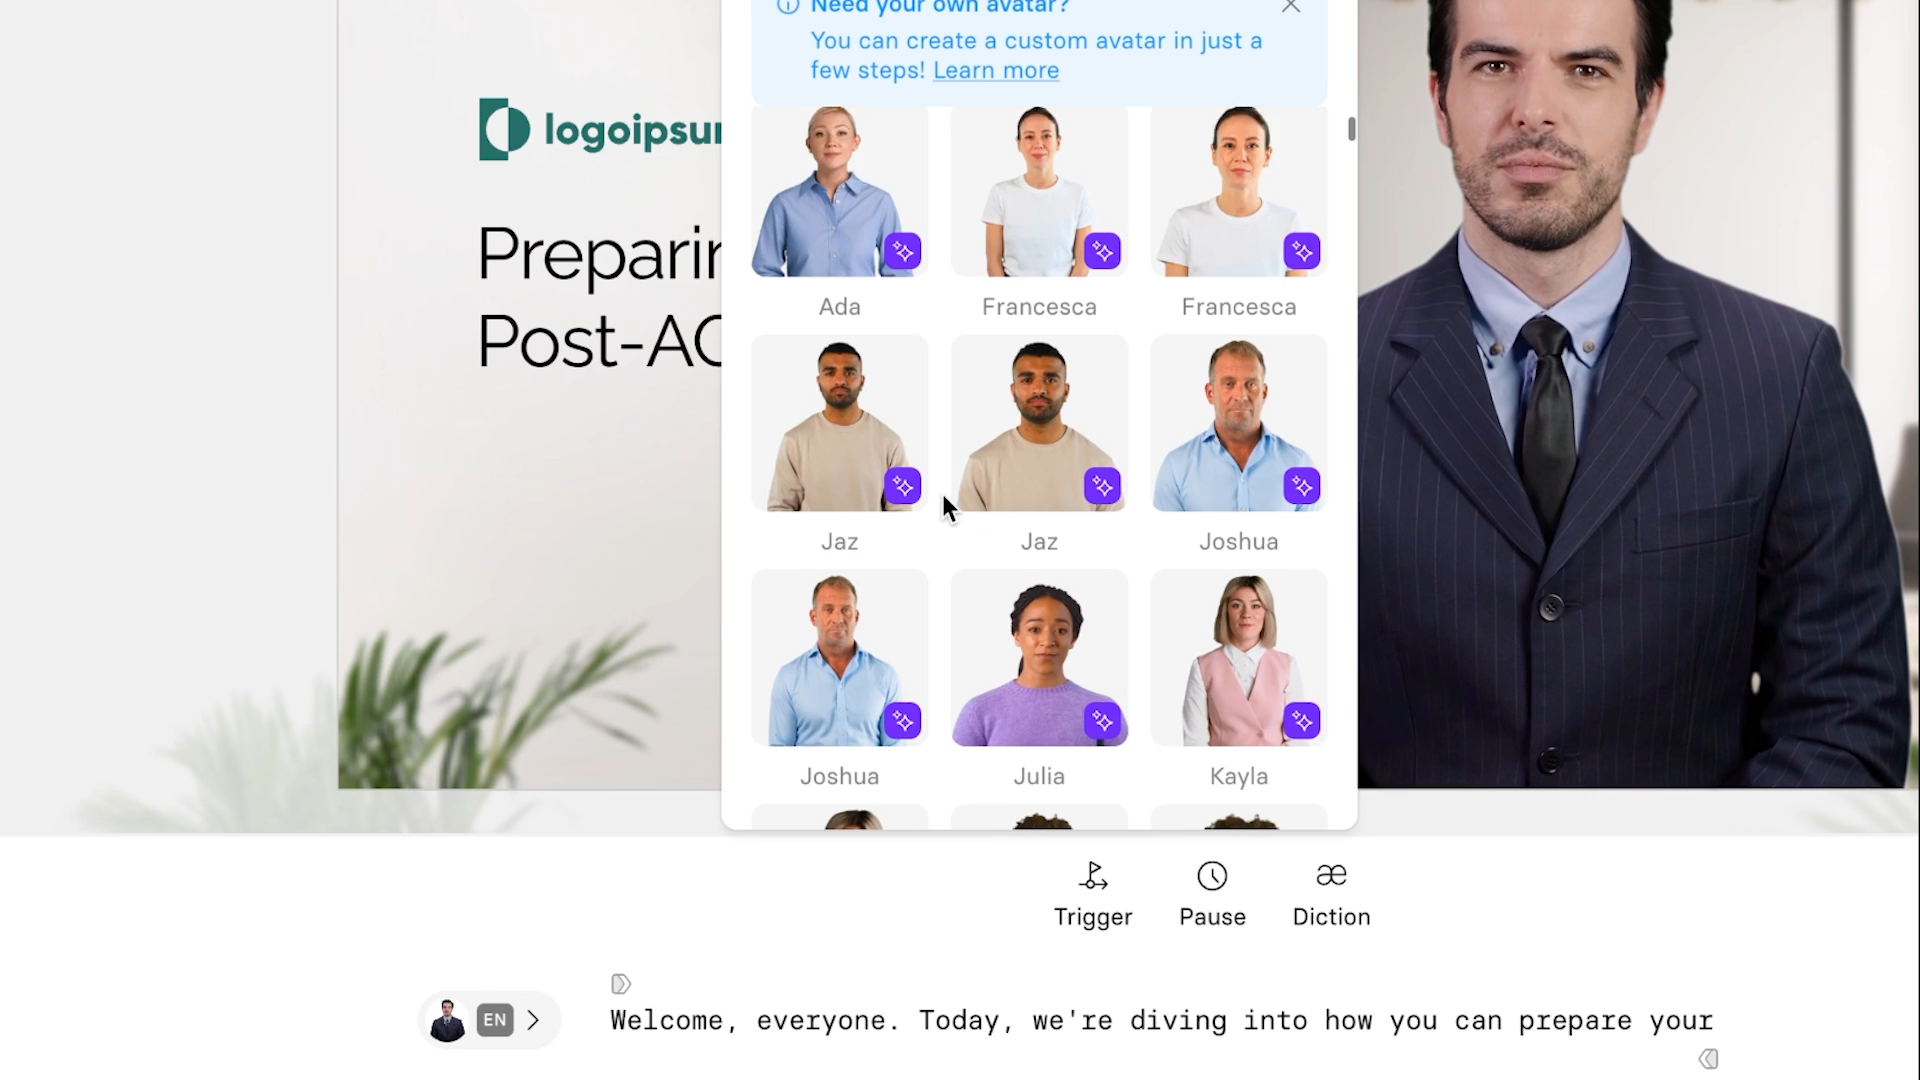 Need your own avatar?
You can create a custom avatar in just a
few steps! Learn more
logoipsu
Preparin
Post-AC
Ada
Francesca
Francesca
Jaz
Jaz
Joshua
Joshua
Julia
Kayla
Trigger
Pause
Diction
EN
Welcome, everyone. Today, we're diving into how you can prepare your